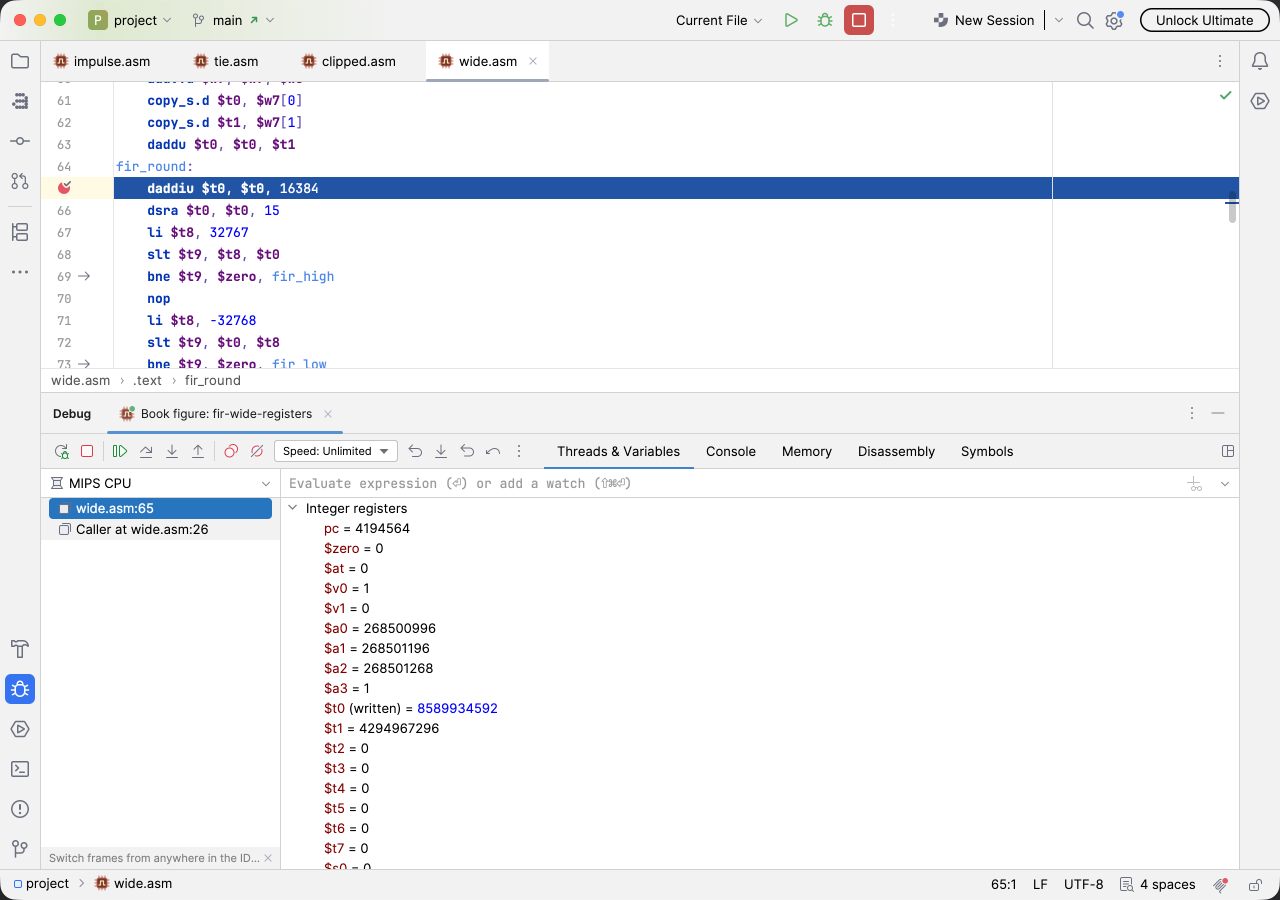 P project main Current File New Session Unlock Ultimate
impulse.asm tie.asm clipped.asm wide.asm
61 copy_s.d $t0, $w7[0]
62 copy_s.d $t1, $w7[1]
63 daddu $t0, $t0, $t1
64 fir_round:
daddiu $t0, $t0, 16384
66 dsra $t0, $t0, 15
67 li $t8, 32767
68 slt $t9, $t8, $t0
69 bne $t9, $zero, fir_high
70 nop
71 li $t8, -32768
72 slt $t9, $t0, $t8
73 bne $t9, $zero, fir_low
wide.asm › .text › fir_round
Debug Book figure: fir-wide-registers
Speed: Unlimited Threads & Variables Console Memory Disassembly Symbols
MIPS CPU
Evaluate expression (⏎) or add a watch (⇧⌘⏎)
wide.asm:65
Caller at wide.asm:26
Integer registers
pc = 4194564
$zero = 0
$at = 0
$v0 = 1
$v1 = 0
$a0 = 268500996
$a1 = 268501196
$a2 = 268501268
$a3 = 1
$t0 (written) = 8589934592
$t1 = 4294967296
$t2 = 0
$t3 = 0
$t4 = 0
$t5 = 0
$t6 = 0
$t7 = 0
$s0 = 0
Switch frames from anywhere in the ID...
project › wide.asm 65:1 LF UTF-8 4 spaces